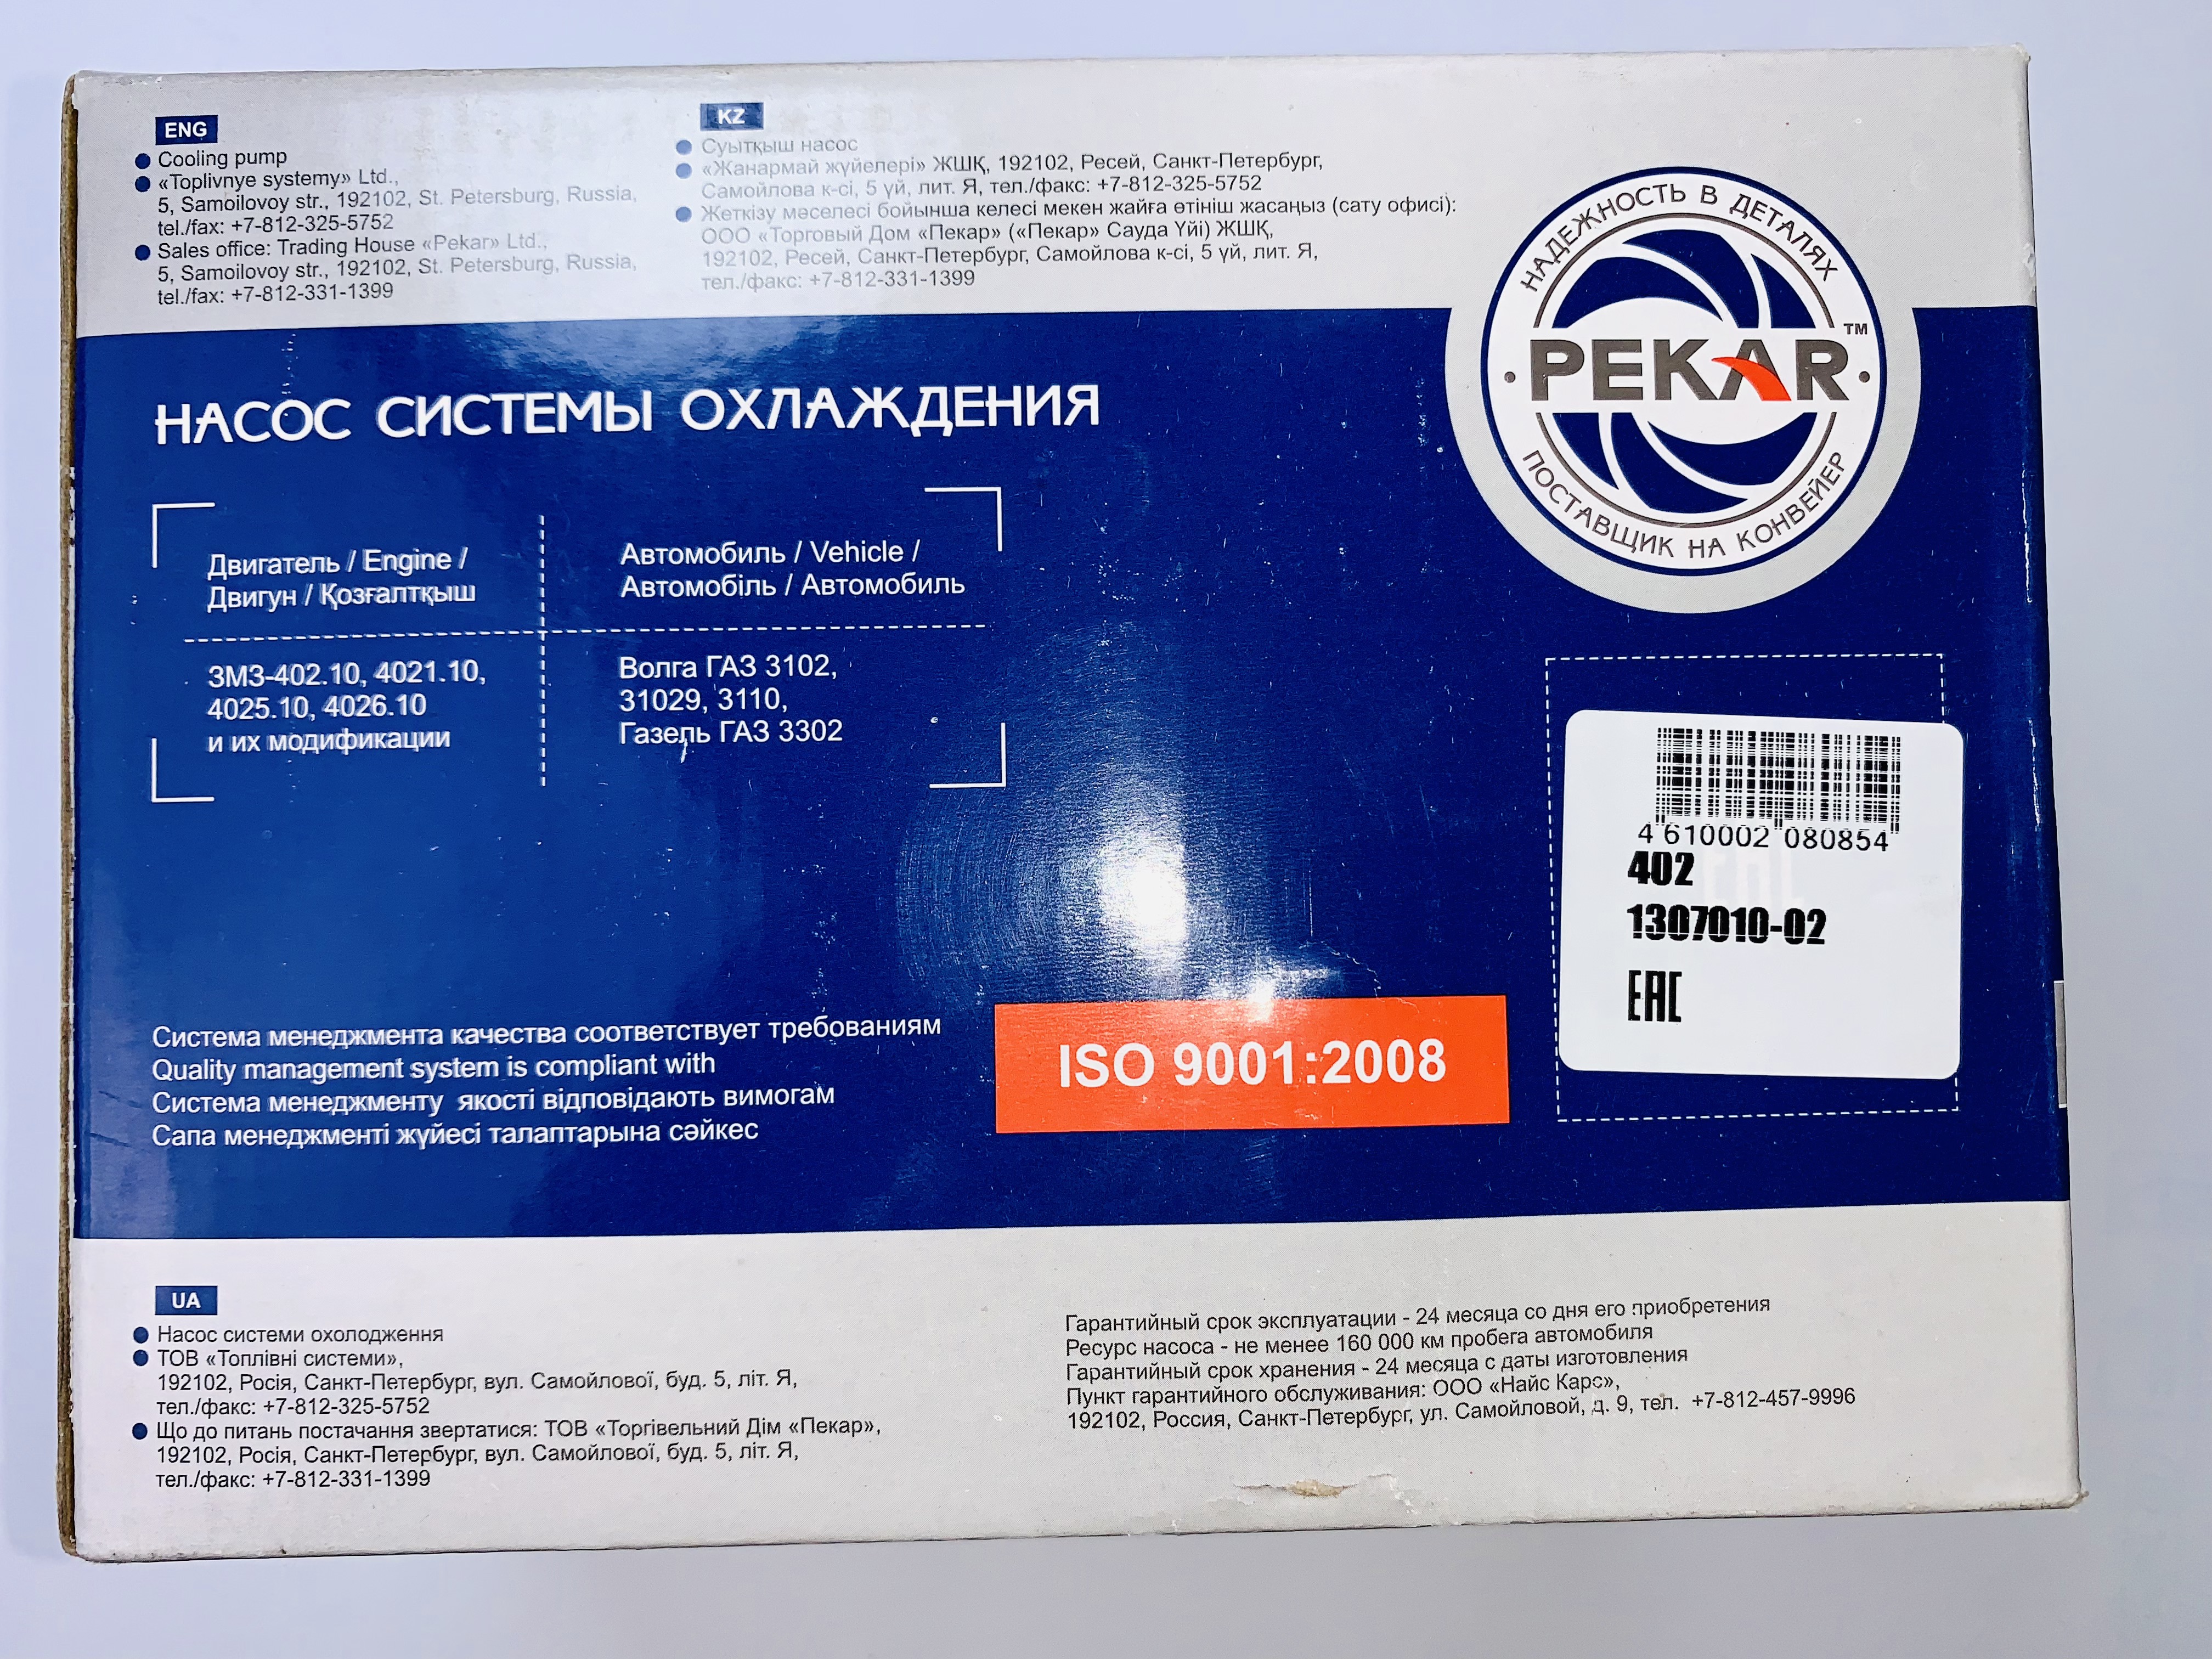 ENG
Cooling pump
«Toplivnye systemy» Ltd.,
5, Samoilovoy str., 192102, St. Petersburg, Russia,
tel./fax: +7-812-325-5752
Sales office: Trading House «Pekar» Ltd.,
5, Samoilovoy str., 192102, St. Petersburg, Russia,
tel./fax: +7-812-331-1399
KZ
Суытқыш насос
«Жанармай жүйелері» ЖШҚ, 192102, Ресей, Санкт-Петербург,
Самойлова к-сі, 5 үй, лит. Я, тел./факс: +7-812-325-5752
Жеткізу мәселесі бойынша келесі мекен жайға өтініш жасаңыз (сату офисі):
ООО «Торговый Дом «Пекар» («Пекар» Сауда Үйі) ЖШҚ,
192102, Ресей, Санкт-Петербург, Самойлова к-сі, 5 үй, лит. Я,
тел./факс: +7-812-331-1399
НАДЕЖНОСТЬ В ДЕТАЛЯХ
PEKAR™
ПОСТАВЩИК НА КОНВЕЙЕР
НАСОС СИСТЕМЫ ОХЛАЖДЕНИЯ
Двигатель / Engine /
Двигун / Қозғалтқыш
Автомобиль / Vehicle /
Автомобіль / Автомобиль
ЗМЗ-402.10, 4021.10,
4025.10, 4026.10
и их модификации
Волга ГАЗ 3102,
31029, 3110,
Газель ГАЗ 3302
4 610002 080854
402
1307010-02
EAC
Система менеджмента качества соответствует требованиям
Quality management system is compliant with
Система менеджменту якості відповідають вимогам
Сапа менеджменті жүйесі талаптарына сәйкес
ISO 9001:2008
UA
Насос системи охолодження
ТОВ «Топлівні системи»,
192102, Росія, Санкт-Петербург, вул. Самойлової, буд. 5, літ. Я,
тел./факс: +7-812-325-5752
Що до питань постачання звертатися: ТОВ «Торгівельний Дім «Пекар»,
192102, Росія, Санкт-Петербург, вул. Самойлової, буд. 5, літ. Я,
тел./факс: +7-812-331-1399
Гарантийный срок эксплуатации - 24 месяца со дня его приобретения
Ресурс насоса - не менее 160 000 км пробега автомобиля
Гарантийный срок хранения - 24 месяца с даты изготовления
Пункт гарантийного обслуживания: ООО «Найс Карс»,
192102, Россия, Санкт-Петербург, ул. Самойловой, д. 9, тел. +7-812-457-9996